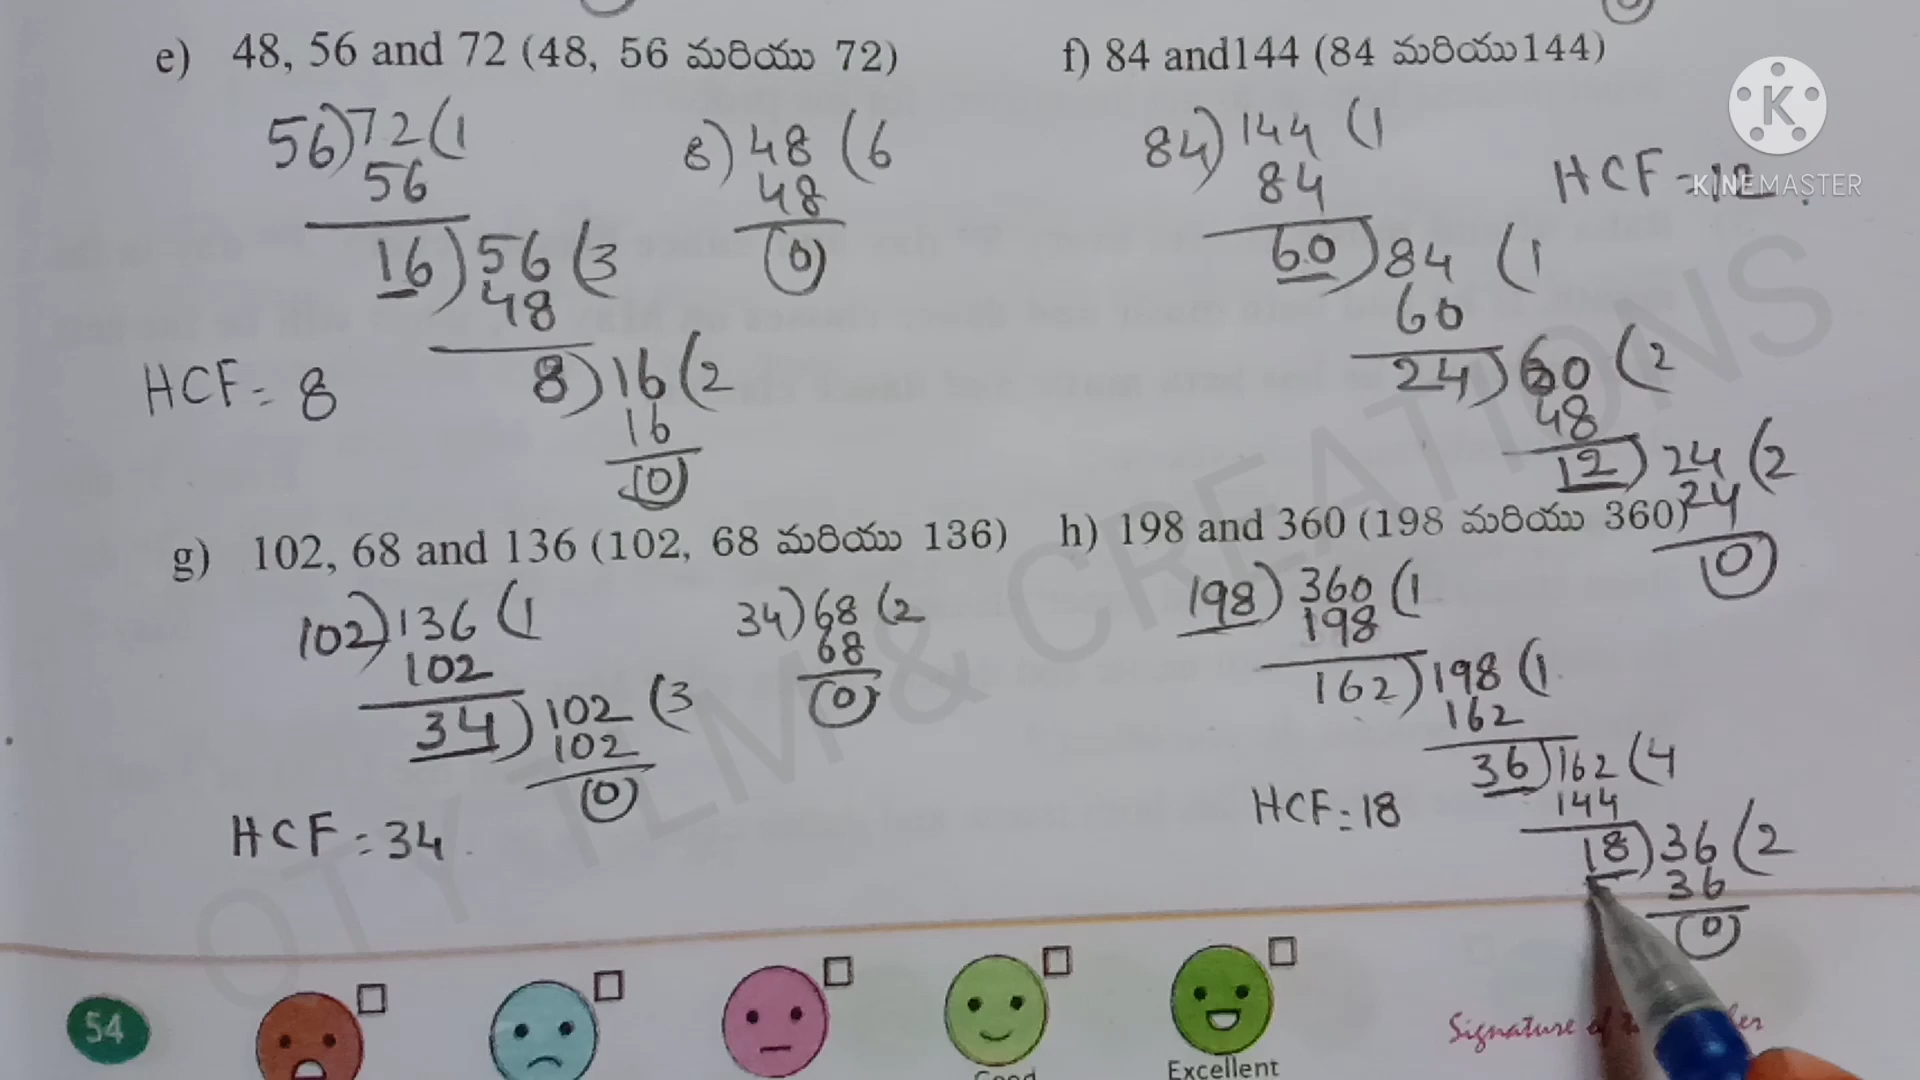 e) 48, 56 and 72 (48, 56 మరియు 72)
56)72(1
56
16)56(3
48
8)16(2
16
0
8)48(6
48
0
HCF = 8
f) 84 and144 (84 మరియు144)
84)144(1
84
60)84(1
60
24)60(2
48
12)24(2
24
0
HCF = 12.
K
KINEMASTER
g) 102, 68 and 136 (102, 68 మరియు 136)
102)136(1
102
34)102(3
102
0
34)68(2
68
0
HCF = 34.
h) 198 and 360 (198 మరియు 360)
198)360(1
198
162)198(1
162
36)162(4
144
18)36(2
36
0
HCF = 18
OTY TLM & CREATIONS
54
Good
Excellent
Signature of